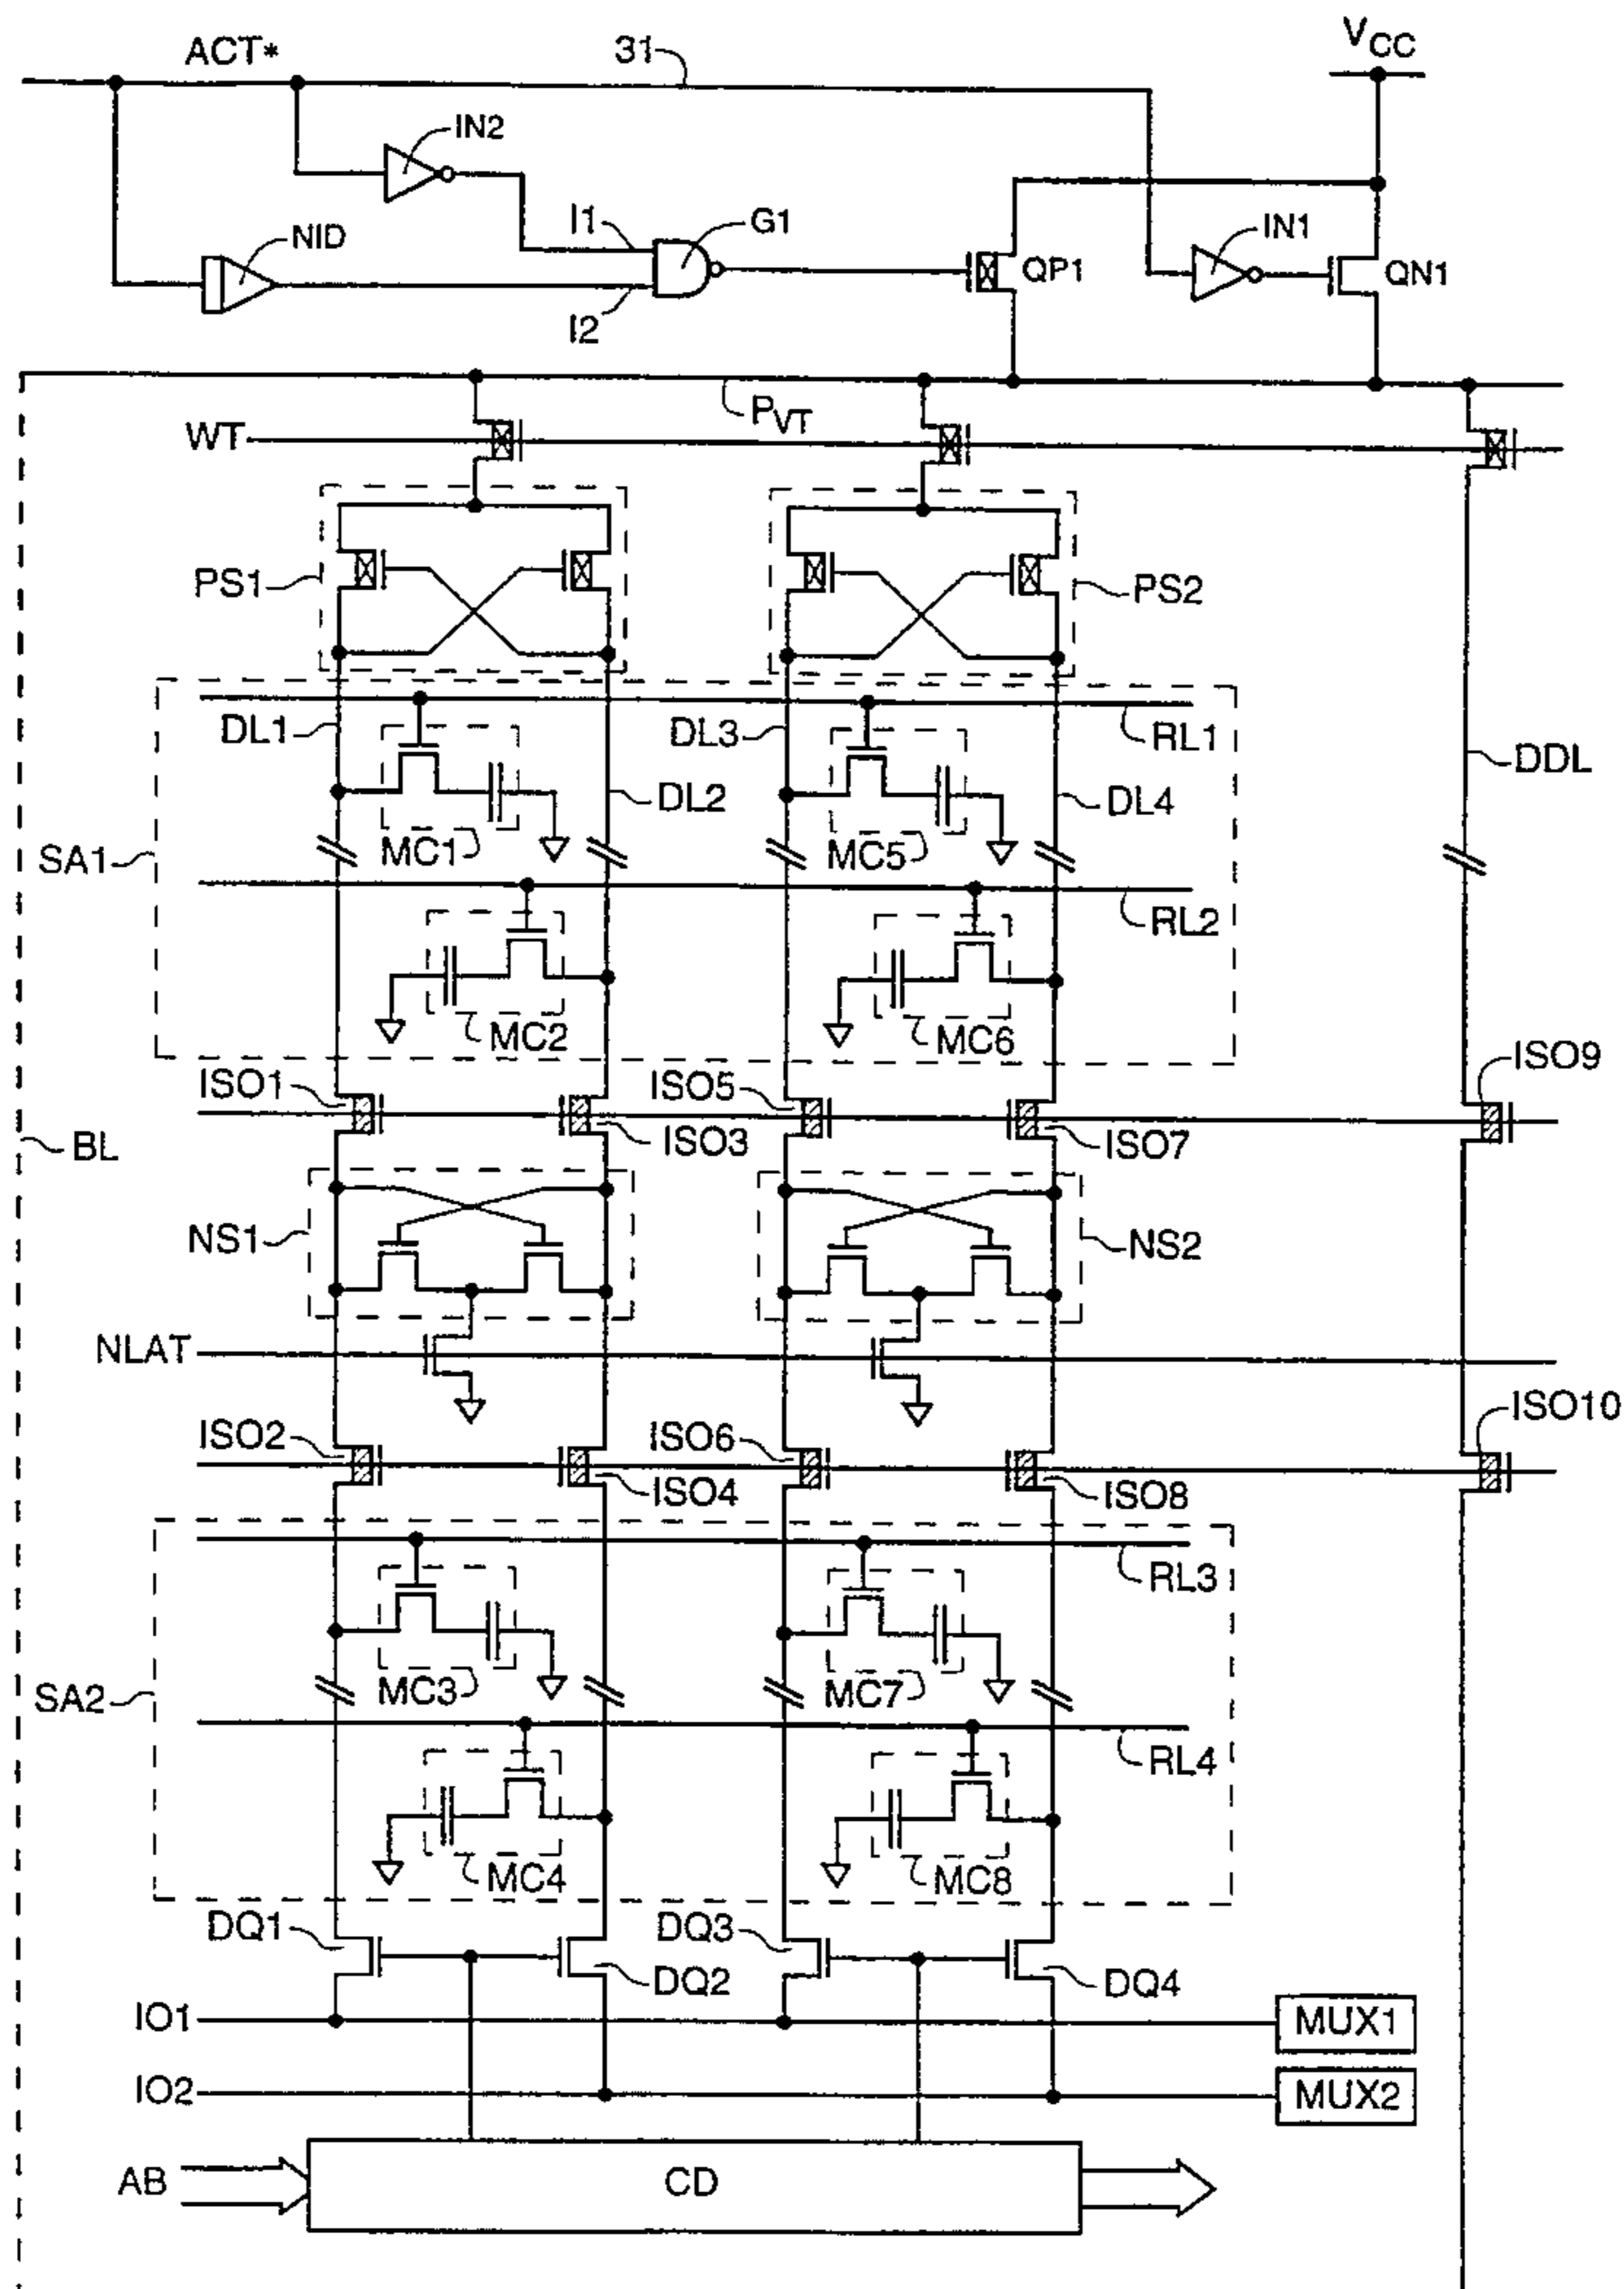 ACT*
31
VCC
IN2
I1
G1
NID
IN1
QP1
QN1
I2
PVT
WT
PS1
PS2
DL1
DL3
RL1
DDL
DL2
DL4
MC1
MC5
SA1
RL2
MC2
MC6
ISO1
ISO5
ISO9
BL
ISO3
ISO7
NS1
NS2
NLAT
ISO2
ISO6
ISO10
ISO4
ISO8
RL3
MC3
MC7
SA2
RL4
MC4
MC8
DQ1
DQ3
DQ2
DQ4
IO1
MUX1
IO2
MUX2
AB
CD